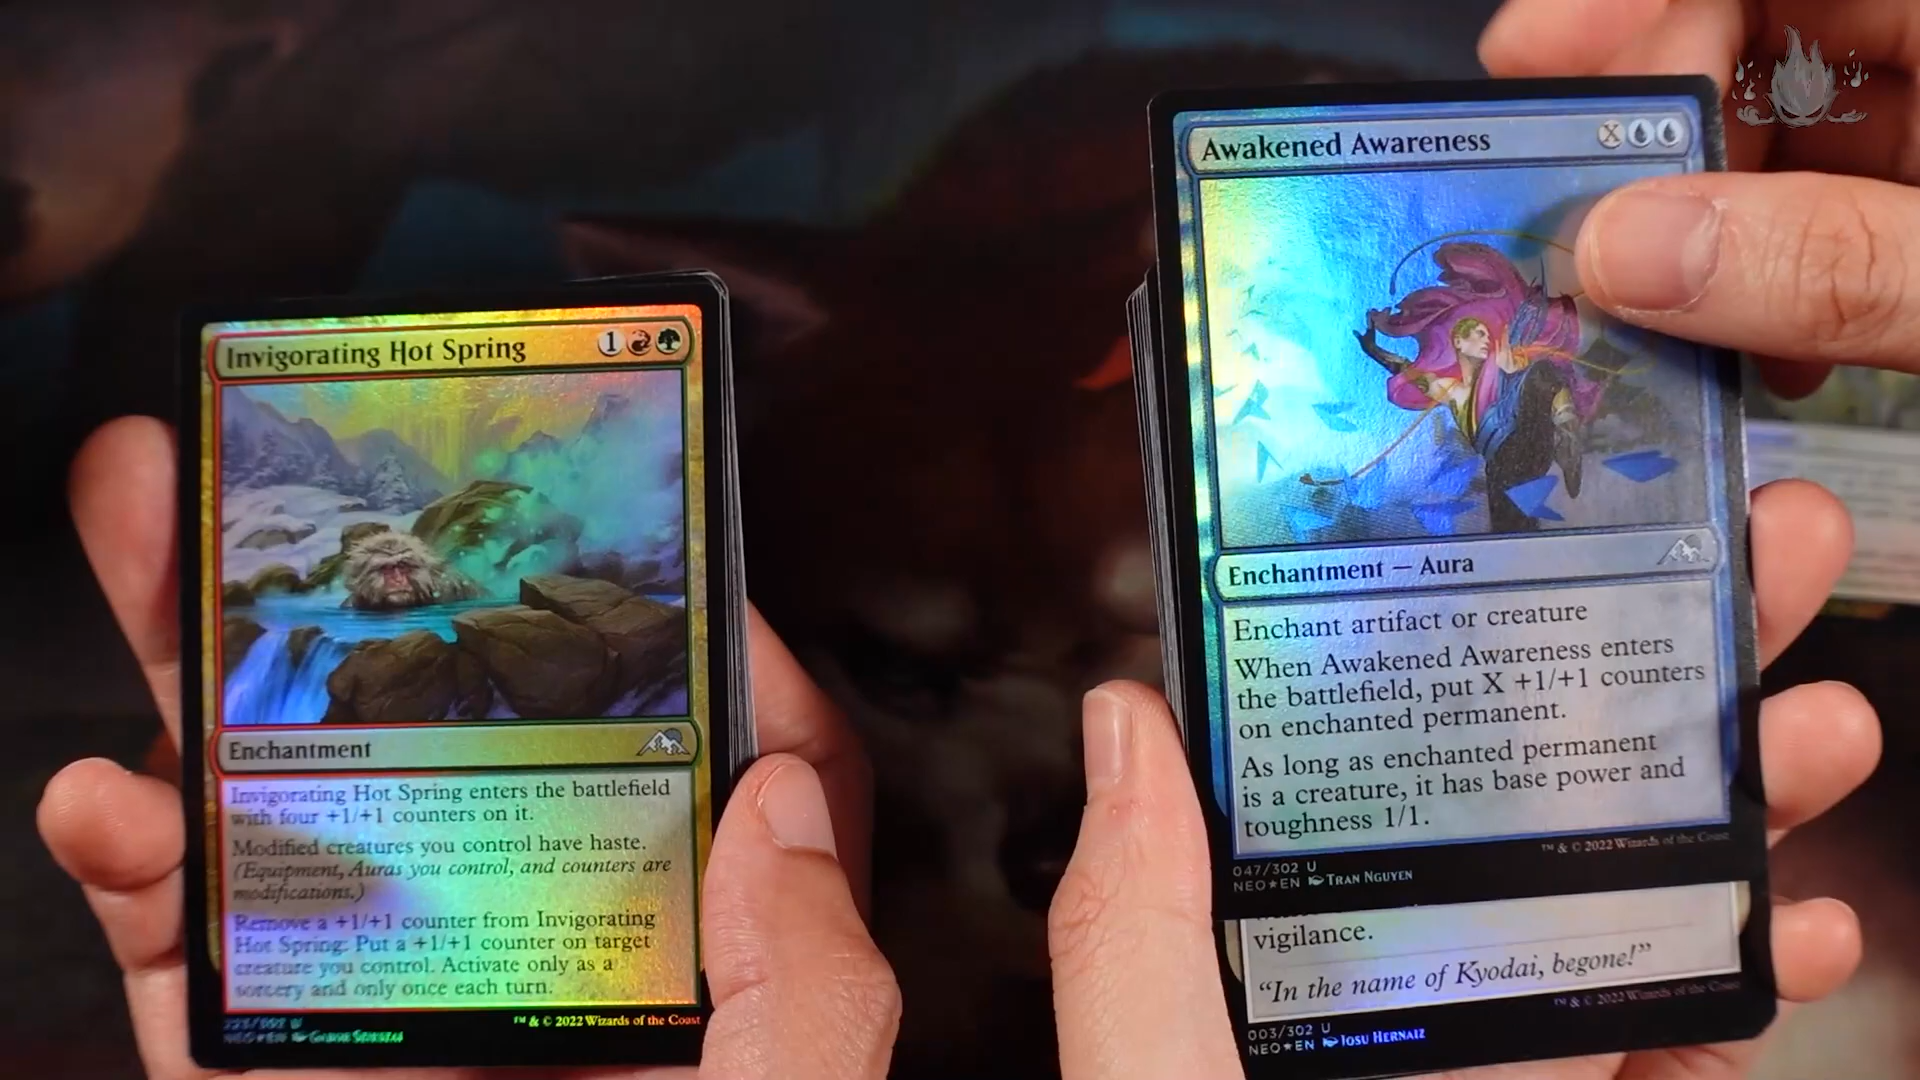 Invigorating Hot Spring
1
Enchantment
Invigorating Hot Spring enters the battlefield
with four +1/+1 counters on it.
Modified creatures you control have haste.
(Equipment, Auras you control, and counters are
modifications.)
Remove a +1/+1 counter from Invigorating
Hot Spring: Put a +1/+1 counter on target
creature you control. Activate only as a
sorcery and only once each turn.
™ & © 2022 Wizards of the Coast
Awakened Awareness
X
Enchantment — Aura
Enchant artifact or creature
When Awakened Awareness enters
the battlefield, put X +1/+1 counters
on enchanted permanent.
As long as enchanted permanent
is a creature, it has base power and
toughness 1/1.
™ & © 2022 Wizards of the Coast
047/302 U
NEO★EN TRAN NGUYEN
vigilance.
"In the name of Kyodai, begone!"
™ & © 2022 Wizards of the Coast
003/302 U
NEO★EN IOSU HERNAIZ